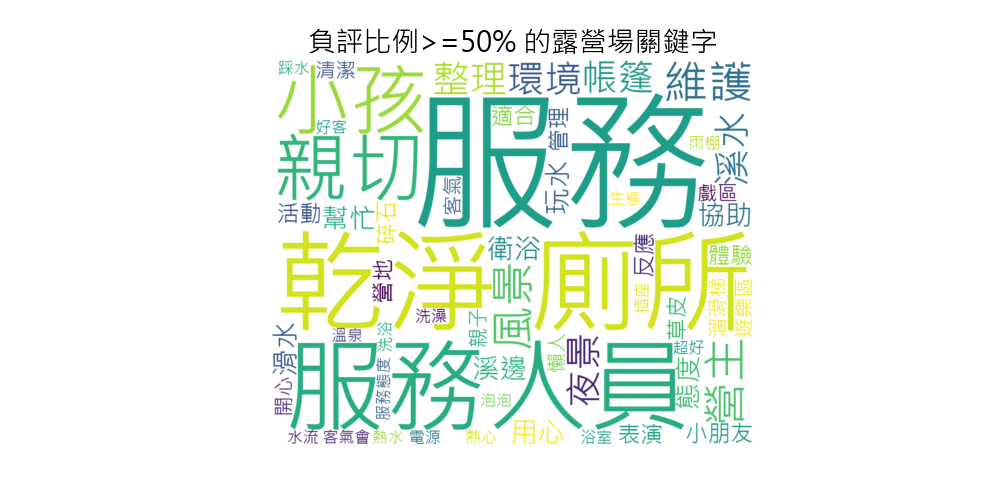 負評比例>=50% 的露營場關鍵字
踩水
清潔
整理
環境
帳篷
維護
小孩
好客
服務
適合
管理
雨棚
溪水
親切
客氣
玩水
生態
戲區
協助
活動
幫忙
碎石
衛浴
反應
體驗
乾淨
廁所
營地
風景
插座
草皮
溜滑梯
遊樂區
洗澡
親子
滑水
溫泉
洗浴
服務人員
溪邊
懶人
夜景
超好
態度
營主
開心
服務態度
泡泡
水流
客氣會
熱水
電源
熱心
用心
浴室
表演
小朋友